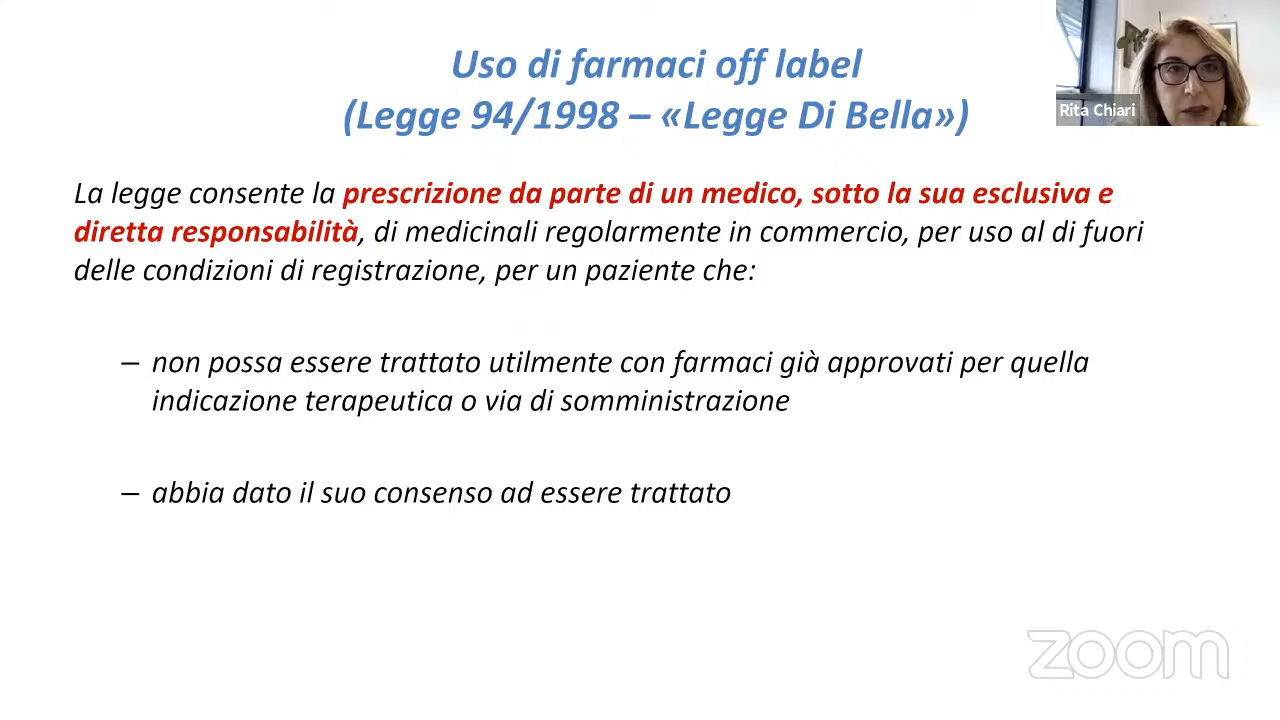 Uso di farmaci off label
(Legge 94/1998 – «Legge Di Bella»)
Rita Chiari
La legge consente la prescrizione da parte di un medico, sotto la sua esclusiva e
diretta responsabilità, di medicinali regolarmente in commercio, per uso al di fuori
delle condizioni di registrazione, per un paziente che:
– non possa essere trattato utilmente con farmaci già approvati per quella
indicazione terapeutica o via di somministrazione
– abbia dato il suo consenso ad essere trattato
zoom